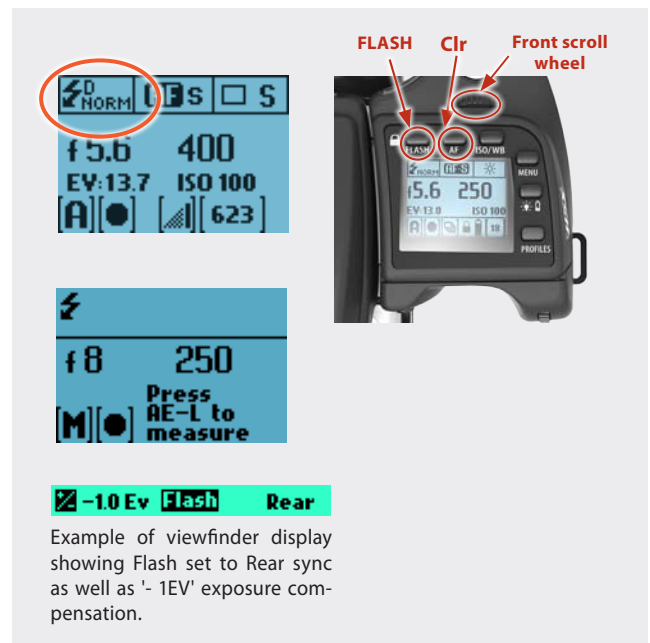 FLASH Clr Front scroll
wheel
D
NORM S S
f 5.6 400
EV:13.7 ISO 100
[A][●] [ ][ 623 ]
FLASH AF ISO/WB
MENU
NORM S
f5.6 250
EV:13.0 ISO 100
A 18
PROFILES
f 8 250
Press
AE-L to
[M][●] measure
-1.0 Ev Flash Rear
Example of viewfinder display
showing Flash set to Rear sync
as well as '- 1EV' exposure com-
pensation.